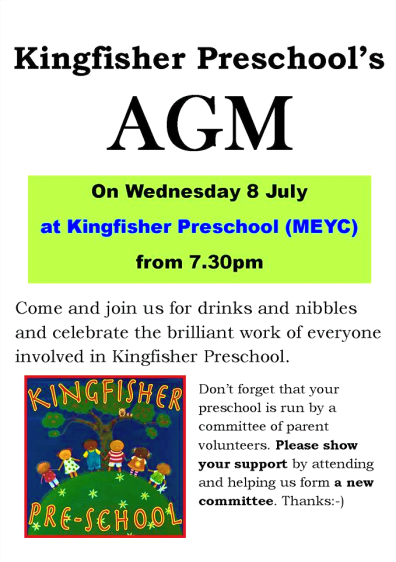 Kingfisher Preschool's
AGM
On Wednesday 8 July
at Kingfisher Preschool (MEYC)
from 7.30pm
Come and join us for drinks and nibbles
and celebrate the brilliant work of everyone
involved in Kingfisher Preschool.
KINGFISHER
PRE-SCHOOL
Don't forget that your
preschool is run by a
committee of parent
volunteers. Please show
your support by attending
and helping us form a new
committee. Thanks:-)